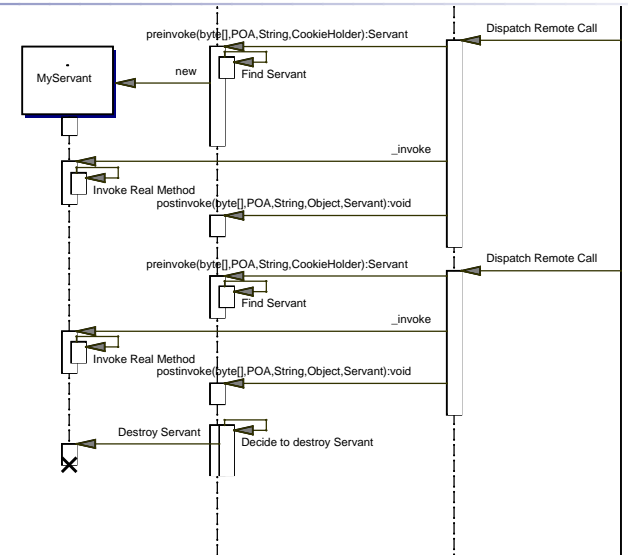 Dispatch Remote Call
preinvoke(byte[],POA,String,CookieHolder):Servant
Find Servant
new
MyServant
_invoke
Invoke Real Method
postinvoke(byte[],POA,String,Object,Servant):void
Dispatch Remote Call
preinvoke(byte[],POA,String,CookieHolder):Servant
Find Servant
_invoke
Invoke Real Method
postinvoke(byte[],POA,String,Object,Servant):void
Destroy Servant
Decide to destroy Servant